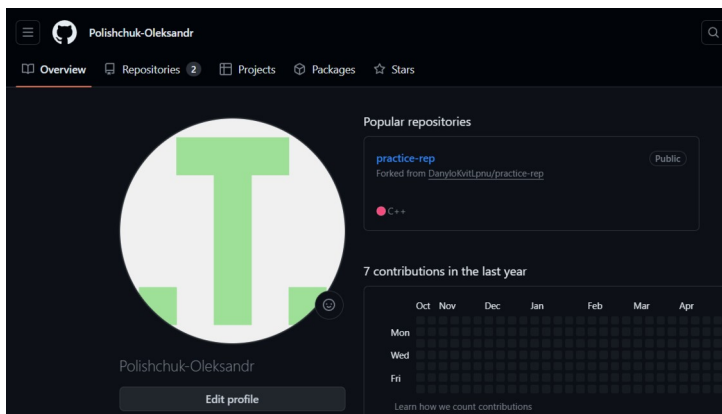 Polishchuk-Oleksandr
Overview Repositories 2 Projects Packages Stars
Popular repositories
practice-rep Public
Forked from DanyloKvitLpnu/practice-rep
C++
7 contributions in the last year
Oct Nov Dec Jan Feb Mar Apr
Mon
Wed
Fri
Learn how we count contributions
Polishchuk-Oleksandr
Edit profile